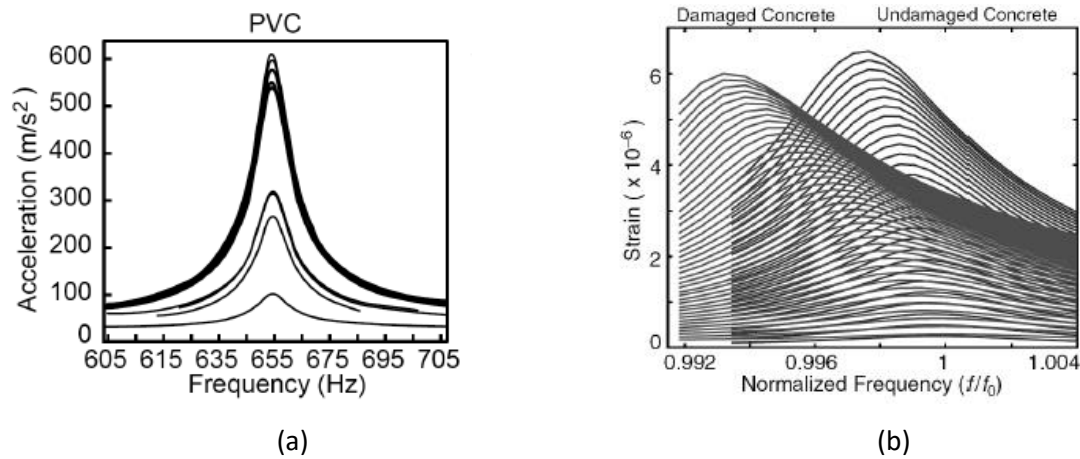 PVC
Acceleration (m/s²)
600
500
400
300
200
100
0
605 615 635 655 675 695 705
Frequency (Hz)
(a)
Damaged Concrete Undamaged Concrete
Strain ( x 10⁻⁶)
6
4
2
0
0.992 0.996 1 1.004
Normalized Frequency (f/f₀)
(b)